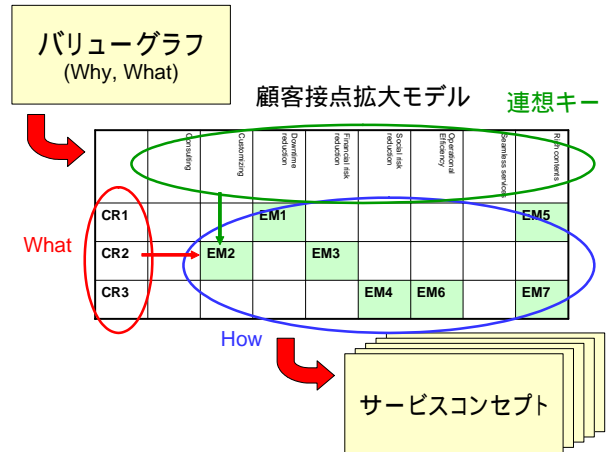 バリューグラフ
(Why, What)
顧客接点拡大モデル
連想キー
Consulting
Customizing
Downtime
reduction
Financial risk
reduction
Social risk
reduction
Operational
Efficiency
Seamless services
Rich contents
CR1 EM1 EM5
What
CR2 EM2 EM3
CR3 EM4 EM6 EM7
How
サービスコンセプト